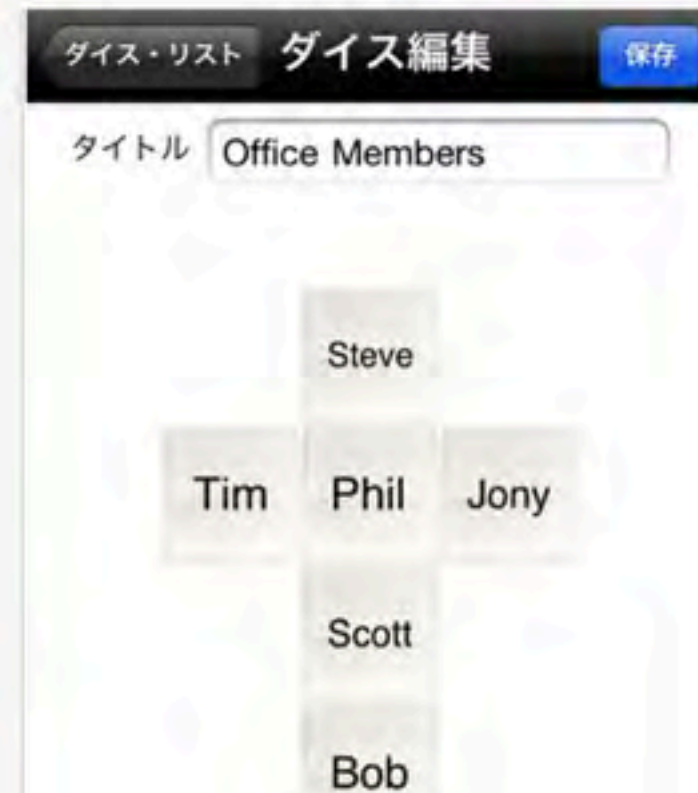 ダイス・リスト ダイス編集 保存
タイトル Office Members
Steve
Tim Phil Jony
Scott
Bob